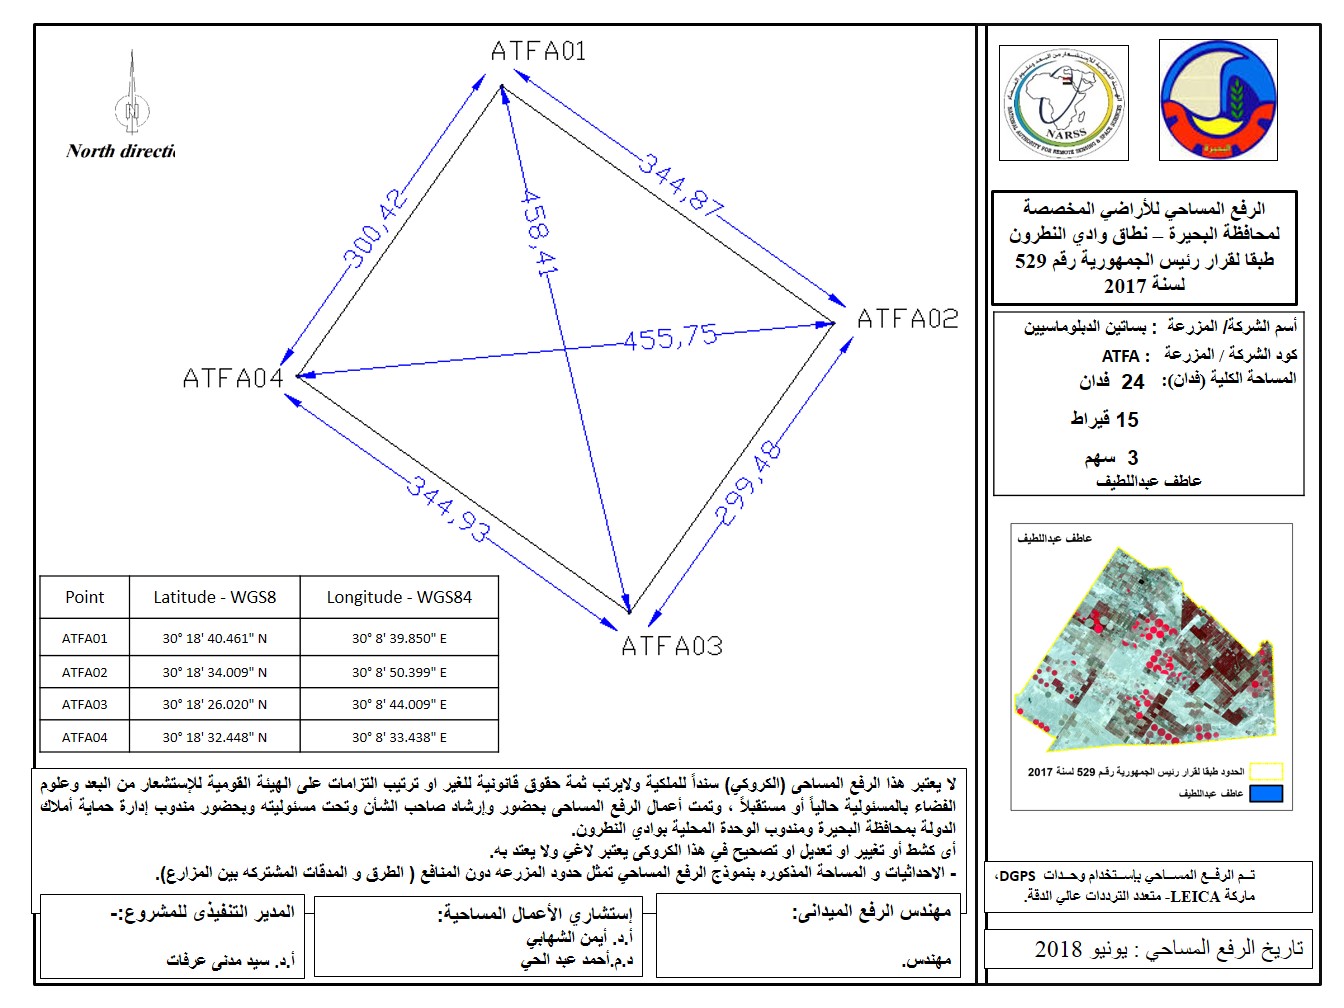 ATFA01
North directi
344,87
300,42
458,41
ATFA02
455,75
ATFA04
299,48
344,93
ATFA03
Point Latitude - WGS8 Longitude - WGS84
ATFA01 30° 18' 40.461" N 30° 8' 39.850" E
ATFA02 30° 18' 34.009" N 30° 8' 50.399" E
ATFA03 30° 18' 26.020" N 30° 8' 44.009" E
ATFA04 30° 18' 32.448" N 30° 8' 33.438" E
لا يعتبر هذا الرفع المساحى (الكروكي) سنداً للملكية ولايرتب ثمة حقوق قانونية للغير او ترتيب التزامات على الهيئة القومية للإستشعار من البعد وعلوم
الفضاء بالمسئولية حالياً أو مستقبلاً ، وتمت أعمال الرفع المساحى بحضور وإرشاد صاحب الشأن وتحت مسئوليته وبحضور مندوب إدارة حماية أملاك
الدولة بمحافظة البحيرة ومندوب الوحدة المحلية بوادي النطرون.
أى كشط أو تغيير او تعديل او تصحيح في هذا الكروكى يعتبر لاغي ولا يعتد به.
- الاحداثيات و المساحة المذكوره بنموذج الرفع المساحي تمثل حدود المزرعه دون المنافع ( الطرق و المدقات المشتركه بين المزارع).
مهندس الرفع الميدانى:
مهندس.
إستشاري الأعمال المساحية:
أ.د. أيمن الشهابي
د.م.أحمد عبد الحي
المدير التنفيذى للمشروع:-
أ.د. سيد مدنى عرفات
NARSS
NATIONAL AUTHORITY FOR REMOTE SENSING & SPACE SCIENCES
البحيرة
الرفع المساحي للأراضي المخصصة
لمحافظة البحيرة – نطاق وادي النطرون
طبقا لقرار رئيس الجمهورية رقم 529
لسنة 2017
أسم الشركة/ المزرعة : بساتين الدبلوماسيين
كود الشركة / المزرعة : ATFA
المساحة الكلية (فدان): 24 فدان
15 قيراط
3 سهم
عاطف عبداللطيف
عاطف عبداللطيف
الحدود طبقا لقرار رئيس الجمهورية رقم 529 لسنة 2017
عاطف عبداللطيف
تـم الرفـع المسـاحي بإسـتخدام وحـدات DGPS،
ماركة LEICA- متعدد الترددات عالي الدقة.
تاريخ الرفع المساحي : يونيو 2018